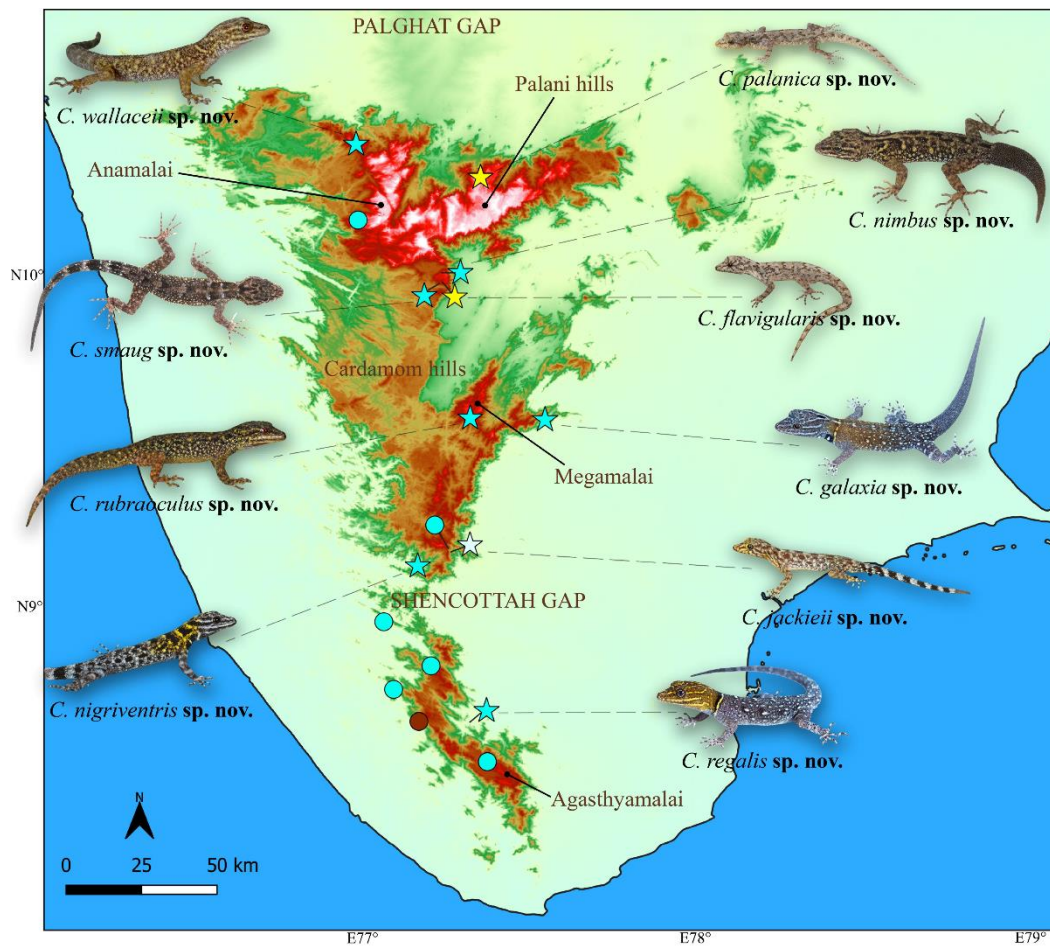 PALGHAT GAP
C. wallaceii sp. nov.
C. palanica sp. nov.
Palani hills
Anamalai
C. nimbus sp. nov.
N10°
C. smaug sp. nov.
C. flavigularis sp. nov.
Cardamom hills
C. rubraoculus sp. nov.
Megamalai
C. galaxia sp. nov.
N9°
SHENCOTTAH GAP
C. jackieii sp. nov.
C. nigriventris sp. nov.
C. regalis sp. nov.
Agasthyamalai
N
0 25 50 km
E77° E78° E79°